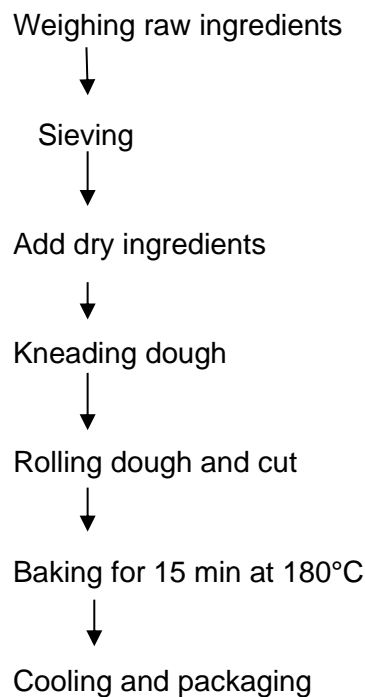 Weighing raw ingredients
Sieving
Add dry ingredients
Kneading dough
Rolling dough and cut
Baking for 15 min at 180°C
Cooling and packaging